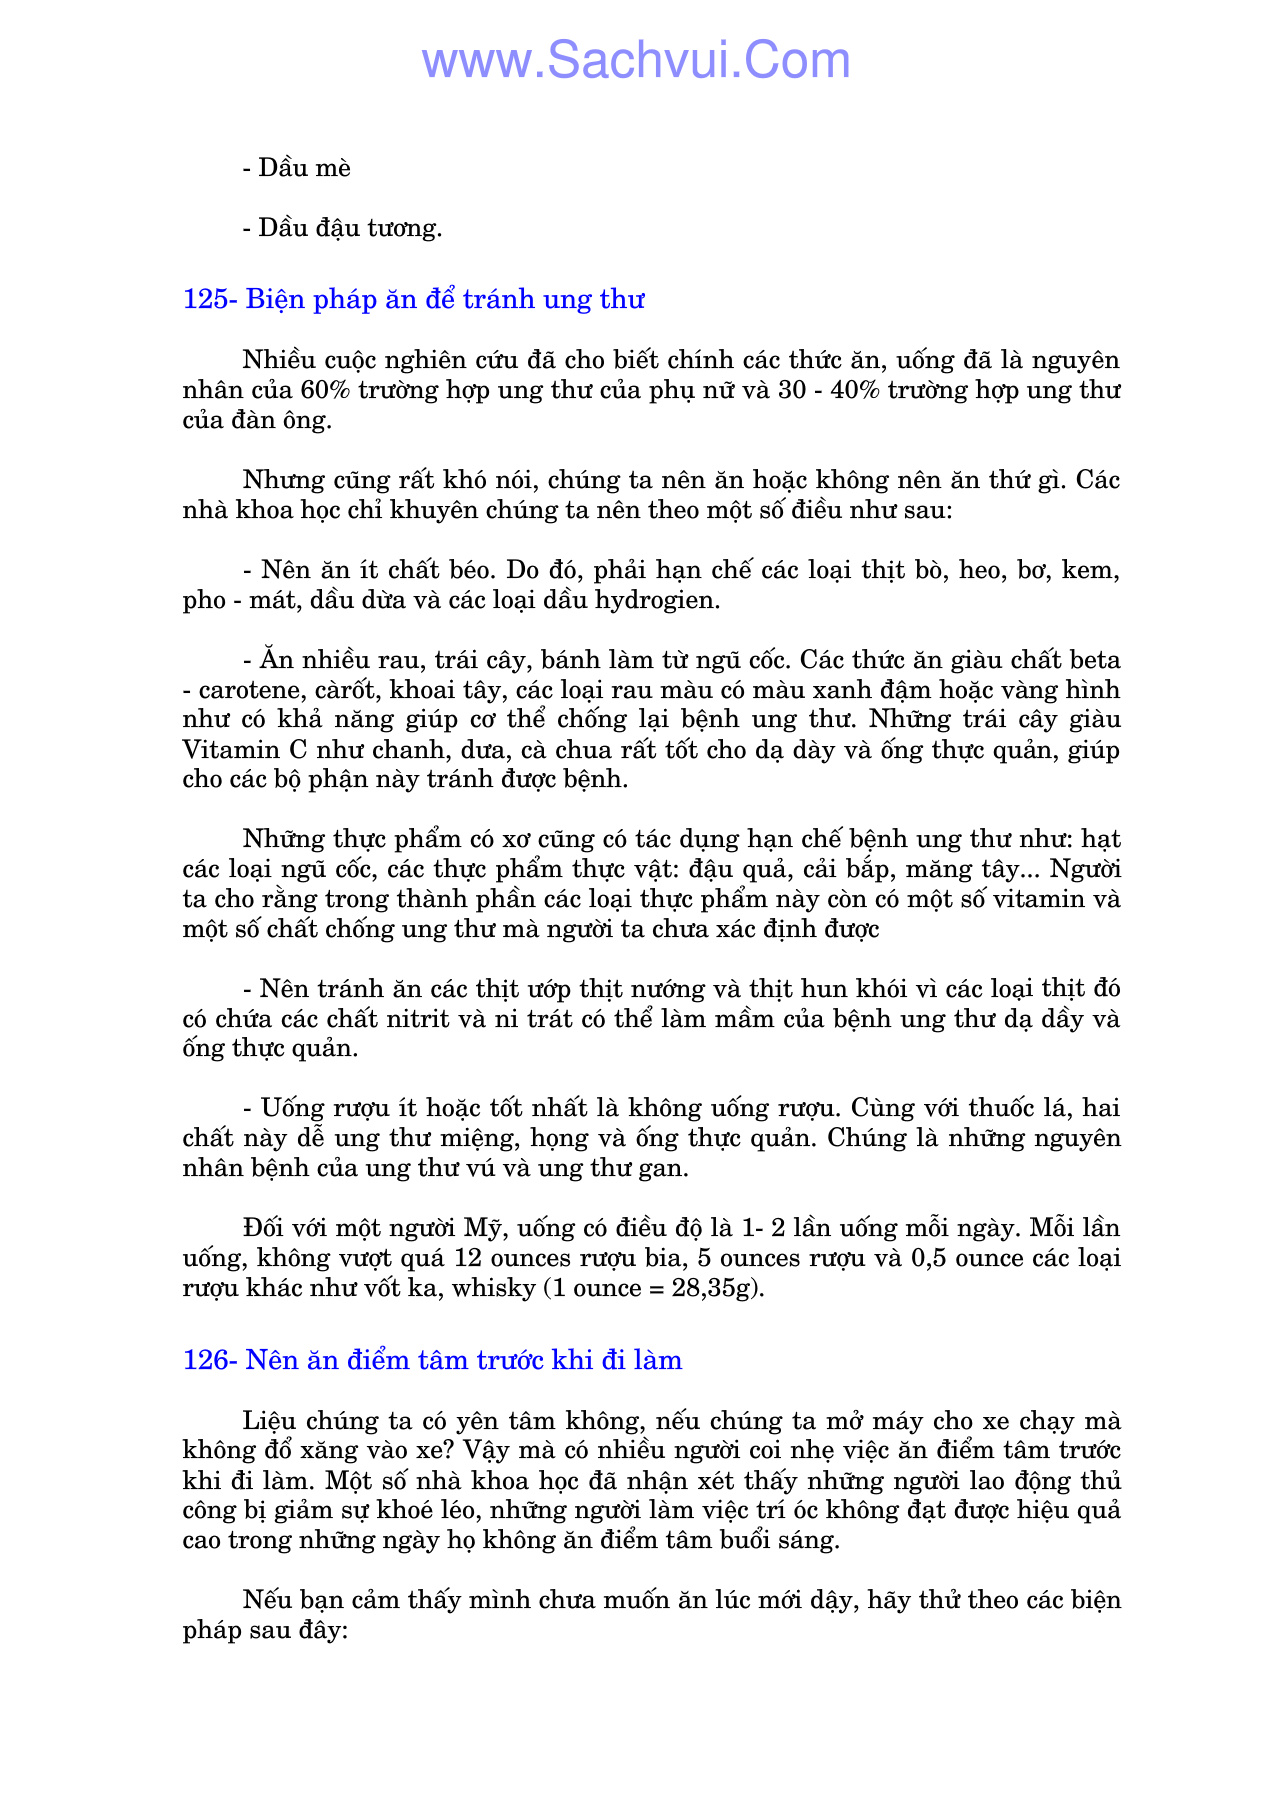 www.Sachvui.Com
- Dầu mè
- Dầu đậu tương.
125- Biện pháp ăn để tránh ung thư
Nhiều cuộc nghiên cứu đã cho biết chính các thức ăn, uống đã là nguyên
nhân của 60% trường hợp ung thư của phụ nữ và 30 - 40% trường hợp ung thư
của đàn ông.
Nhưng cũng rất khó nói, chúng ta nên ăn hoặc không nên ăn thứ gì. Các
nhà khoa học chỉ khuyên chúng ta nên theo một số điều như sau:
- Nên ăn ít chất béo. Do đó, phải hạn chế các loại thịt bò, heo, bơ, kem,
pho - mát, dầu dừa và các loại dầu hydrogien.
- Ăn nhiều rau, trái cây, bánh làm từ ngũ cốc. Các thức ăn giàu chất beta
- carotene, càrốt, khoai tây, các loại rau màu có màu xanh đậm hoặc vàng hình
như có khả năng giúp cơ thể chống lại bệnh ung thư. Những trái cây giàu
Vitamin C như chanh, dưa, cà chua rất tốt cho dạ dày và ống thực quản, giúp
cho các bộ phận này tránh được bệnh.
Những thực phẩm có xơ cũng có tác dụng hạn chế bệnh ung thư như: hạt
các loại ngũ cốc, các thực phẩm thực vật: đậu quả, cải bắp, măng tây... Người
ta cho rằng trong thành phần các loại thực phẩm này còn có một số vitamin và
một số chất chống ung thư mà người ta chưa xác định được
- Nên tránh ăn các thịt ướp thịt nướng và thịt hun khói vì các loại thịt đó
có chứa các chất nitrit và ni trát có thể làm mầm của bệnh ung thư dạ dầy và
ống thực quản.
- Uống rượu ít hoặc tốt nhất là không uống rượu. Cùng với thuốc lá, hai
chất này dễ ung thư miệng, họng và ống thực quản. Chúng là những nguyên
nhân bệnh của ung thư vú và ung thư gan.
Đối với một người Mỹ, uống có điều độ là 1- 2 lần uống mỗi ngày. Mỗi lần
uống, không vượt quá 12 ounces rượu bia, 5 ounces rượu và 0,5 ounce các loại
rượu khác như vốt ka, whisky (1 ounce = 28,35g).
126- Nên ăn điểm tâm trước khi đi làm
Liệu chúng ta có yên tâm không, nếu chúng ta mở máy cho xe chạy mà
không đổ xăng vào xe? Vậy mà có nhiều người coi nhẹ việc ăn điểm tâm trước
khi đi làm. Một số nhà khoa học đã nhận xét thấy những người lao động thủ
công bị giảm sự khoé léo, những người làm việc trí óc không đạt được hiệu quả
cao trong những ngày họ không ăn điểm tâm buổi sáng.
Nếu bạn cảm thấy mình chưa muốn ăn lúc mới dậy, hãy thử theo các biện
pháp sau đây: